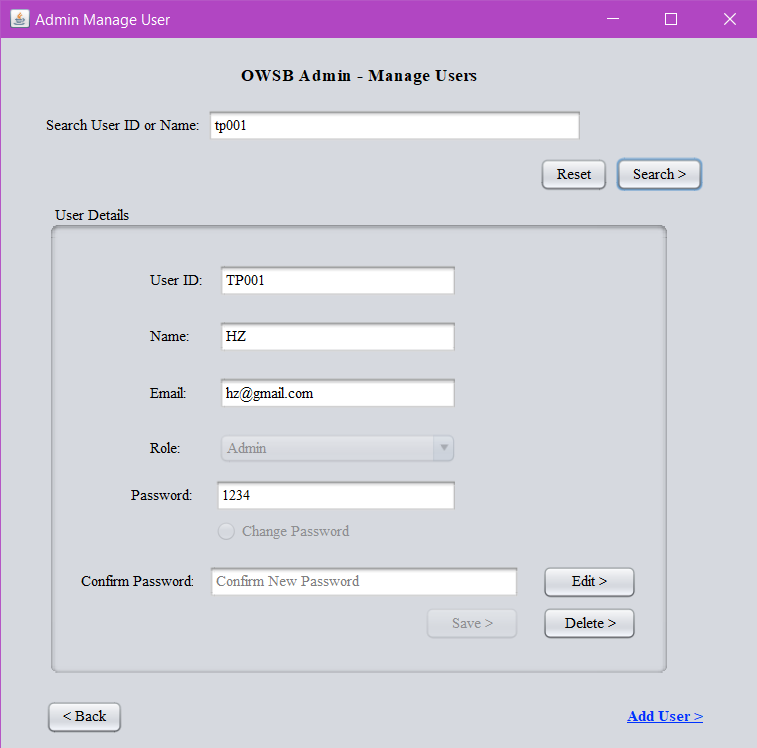 Admin Manage User
OWSB Admin - Manage Users
Search User ID or Name: tp001
Reset Search >
User Details
User ID: TP001
Name: HZ
Email: hz@gmail.com
Role: Admin
Password: 1234
Change Password
Confirm Password: Confirm New Password Edit >
Save > Delete >
< Back Add User >